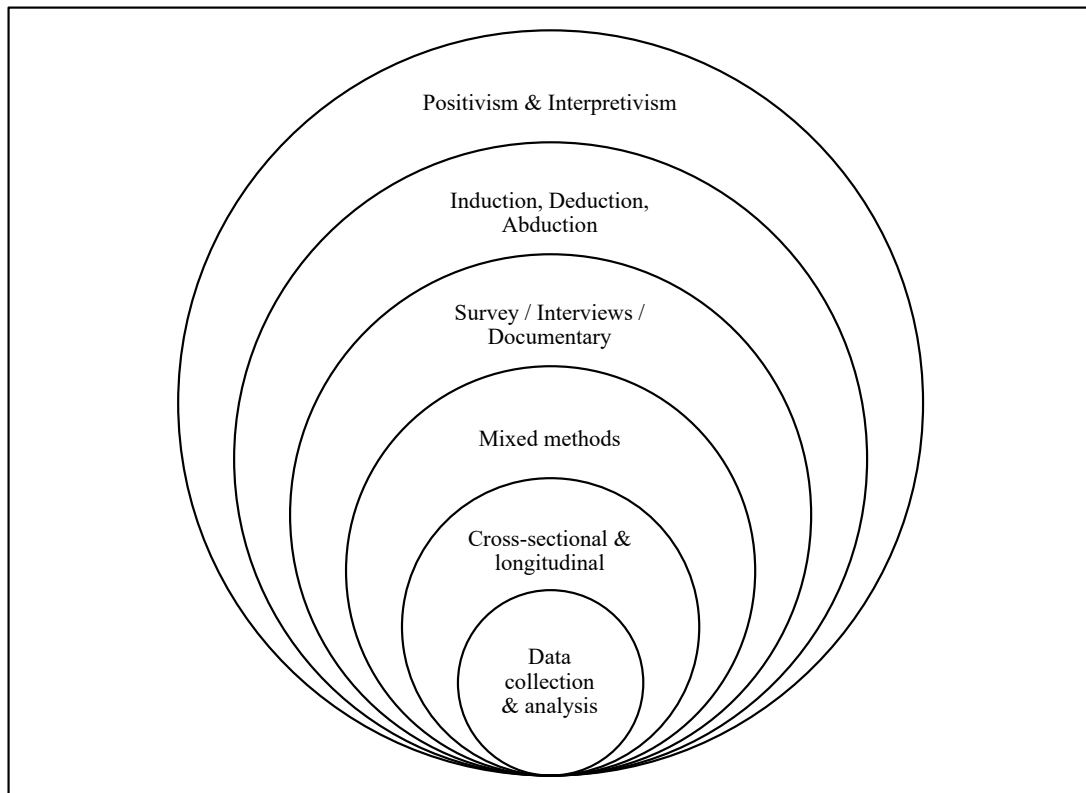 Positivism & Interpretivism
Induction, Deduction,
Abduction
Survey / Interviews /
Documentary
Mixed methods
Cross-sectional &
longitudinal
Data
collection
& analysis